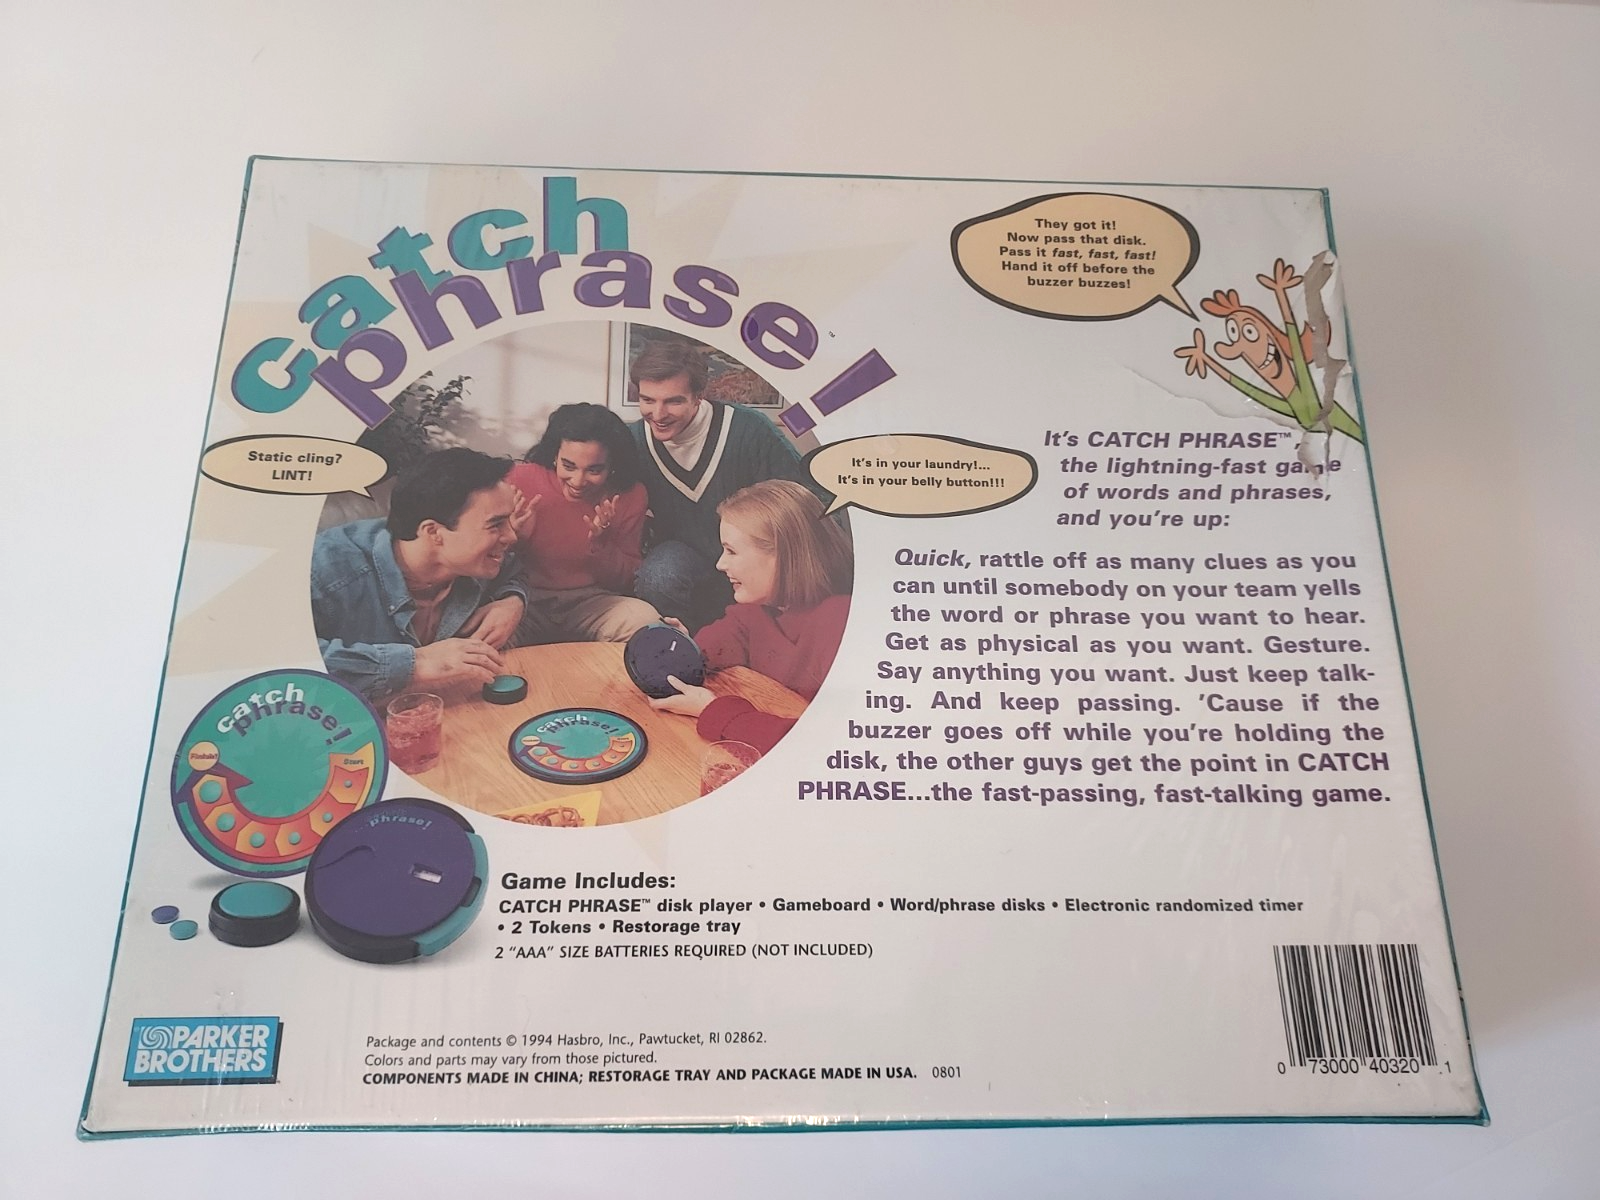 catch
phrase!™
They got it!
Now pass that disk.
Pass it fast, fast, fast!
Hand it off before the
buzzer buzzes!
Static cling?
LINT!
It's in your laundry!...
It's in your belly button!!!
It's CATCH PHRASE™,
the lightning-fast game
of words and phrases,
and you're up:
Quick, rattle off as many clues as you
can until somebody on your team yells
the word or phrase you want to hear.
Get as physical as you want. Gesture.
Say anything you want. Just keep talk-
ing. And keep passing. 'Cause if the
buzzer goes off while you're holding the
disk, the other guys get the point in CATCH
PHRASE...the fast-passing, fast-talking game.
catch
phrase!
catch
phrase!
Start
phrase!
Game Includes:
CATCH PHRASE™ disk player • Gameboard • Word/phrase disks • Electronic randomized timer
• 2 Tokens • Restorage tray
2 "AAA" SIZE BATTERIES REQUIRED (NOT INCLUDED)
PARKER
BROTHERS
Package and contents © 1994 Hasbro, Inc., Pawtucket, RI 02862.
Colors and parts may vary from those pictured.
COMPONENTS MADE IN CHINA; RESTORAGE TRAY AND PACKAGE MADE IN USA. 0801
0 73000 40320 1